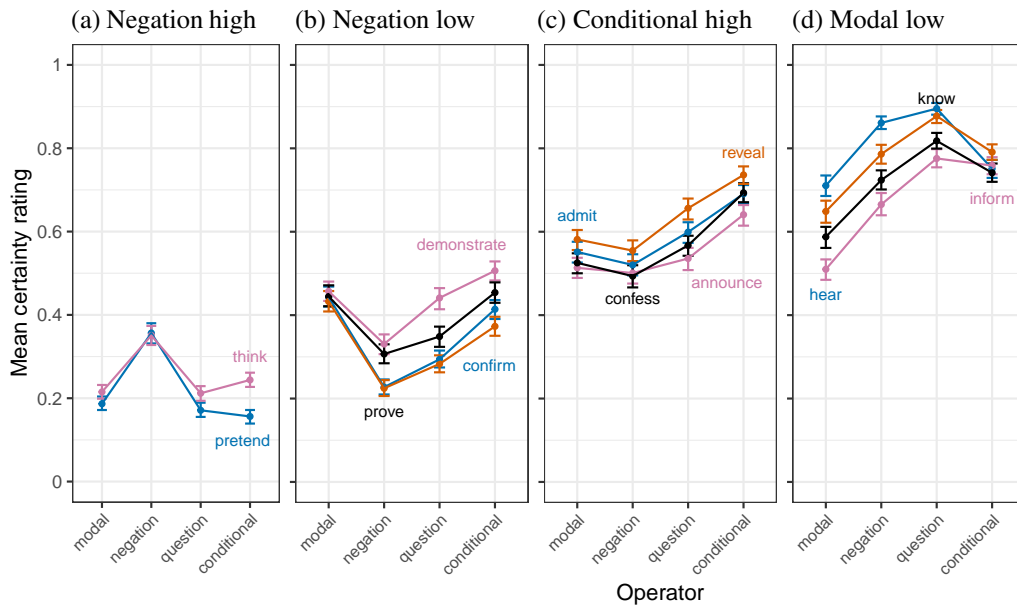 (a) Negation high
(b) Negation low
(c) Conditional high
(d) Modal low
Mean certainty rating
1
0.8
0.6
0.4
0.2
0
think
pretend
demonstrate
confirm
prove
reveal
admit
announce
confess
know
inform
hear
modal
negation
question
conditional
modal
negation
question
conditional
modal
negation
question
conditional
modal
negation
question
conditional
Operator